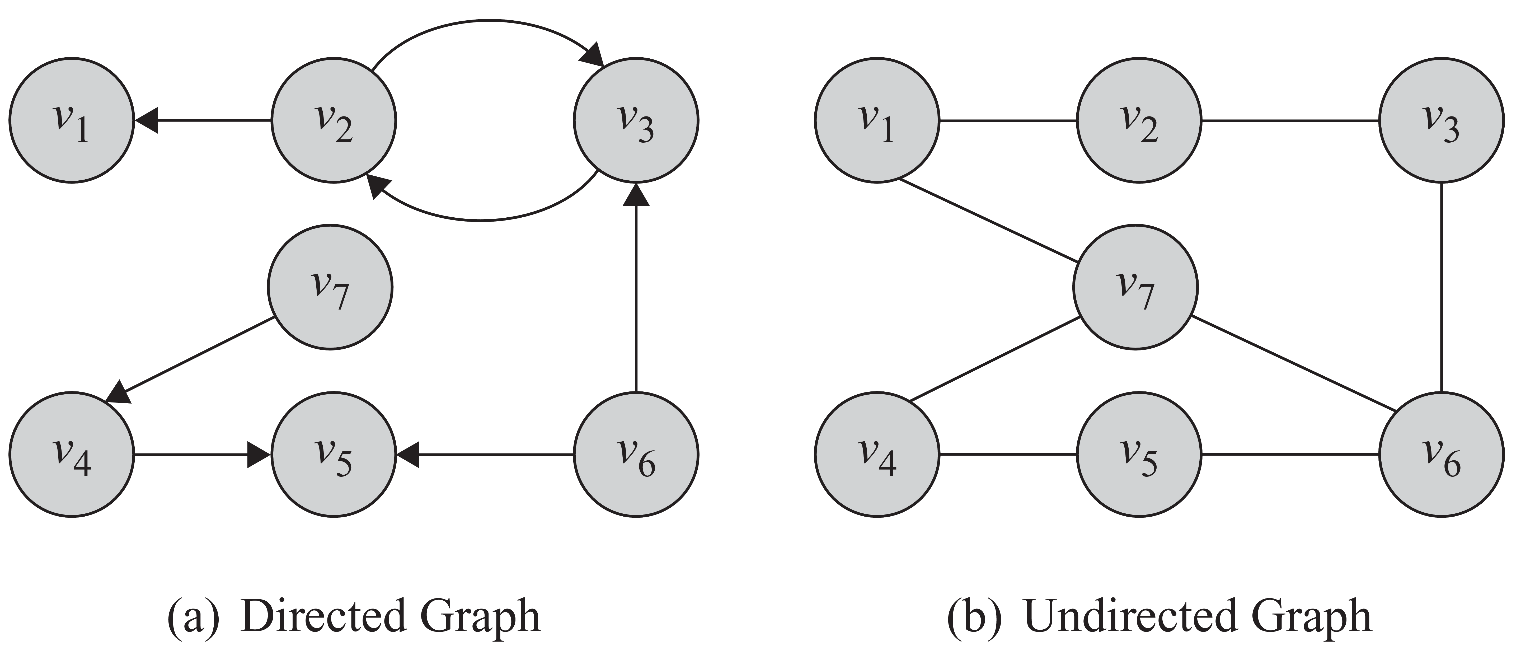 v1 v2 v3 v1 v2 v3
v7 v7
v4 v5 v6 v4 v5 v6
(a) Directed Graph (b) Undirected Graph